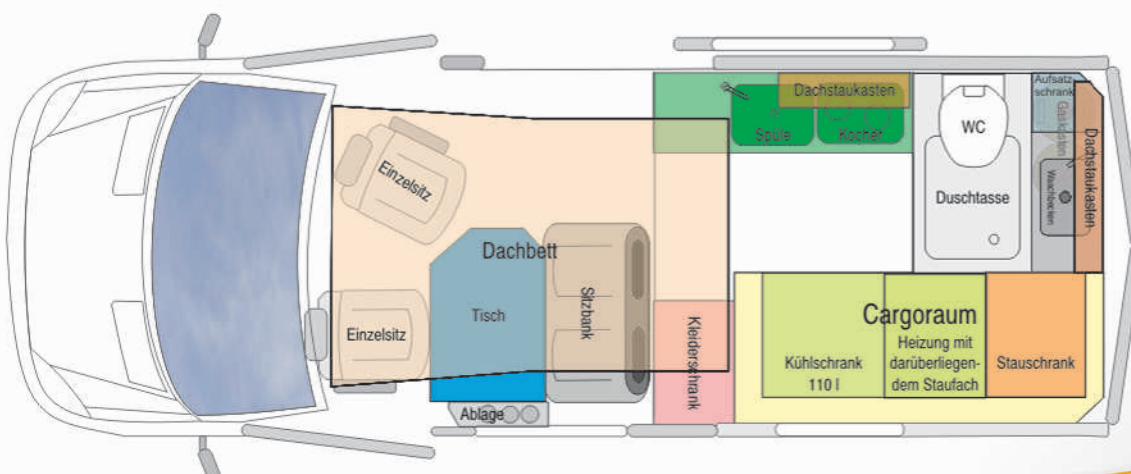 Einzelsitz
Einzelsitz
Dachbett
Tisch
Sitzbank
Ablage
Kleiderschrank
Dachstaukasten
Spüle
Kocher
WC
Duschtasse
Aufsatz
schrank
Gaskasten
Waschbecken
Dachstaukasten
Cargoraum
Kühlschrank
110 l
Heizung mit
darüberliegen-
dem Staufach
Stauschrank